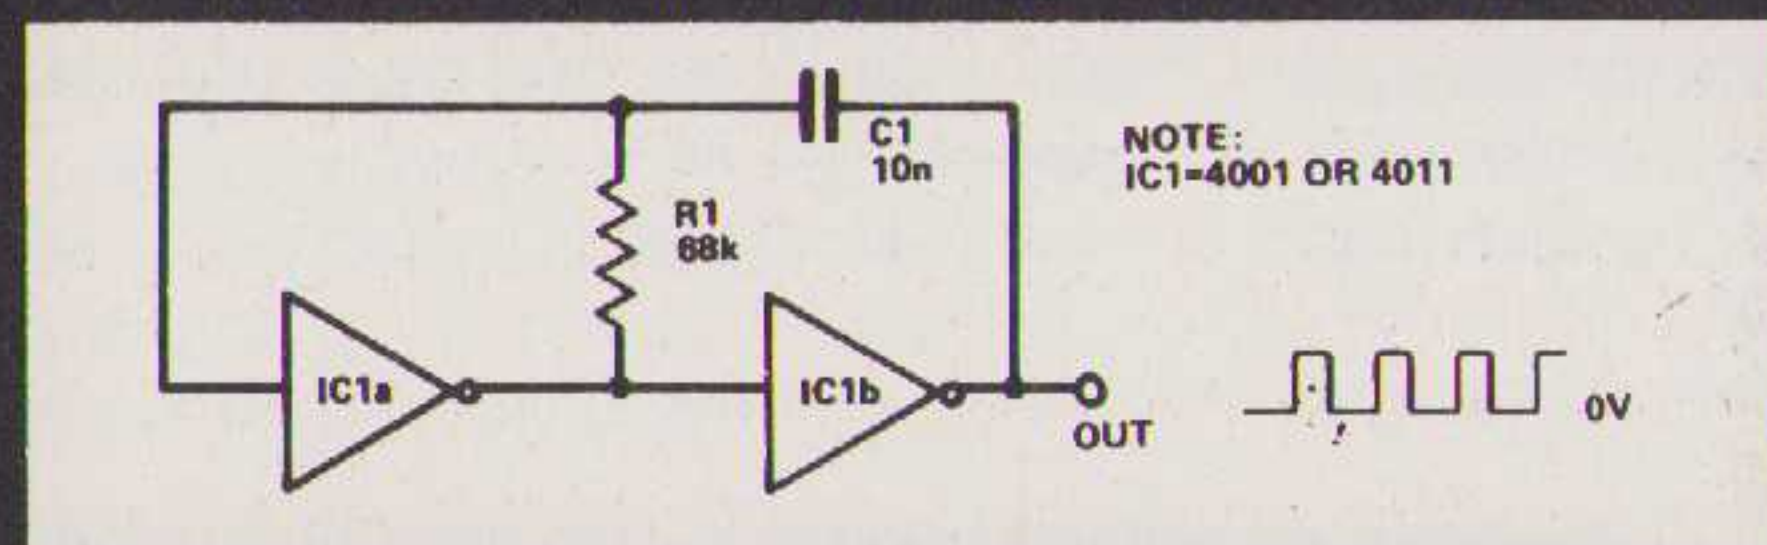 C1
10n
NOTE:
IC1=4001 OR 4011
R1
68k
IC1a
IC1b
OUT
0V